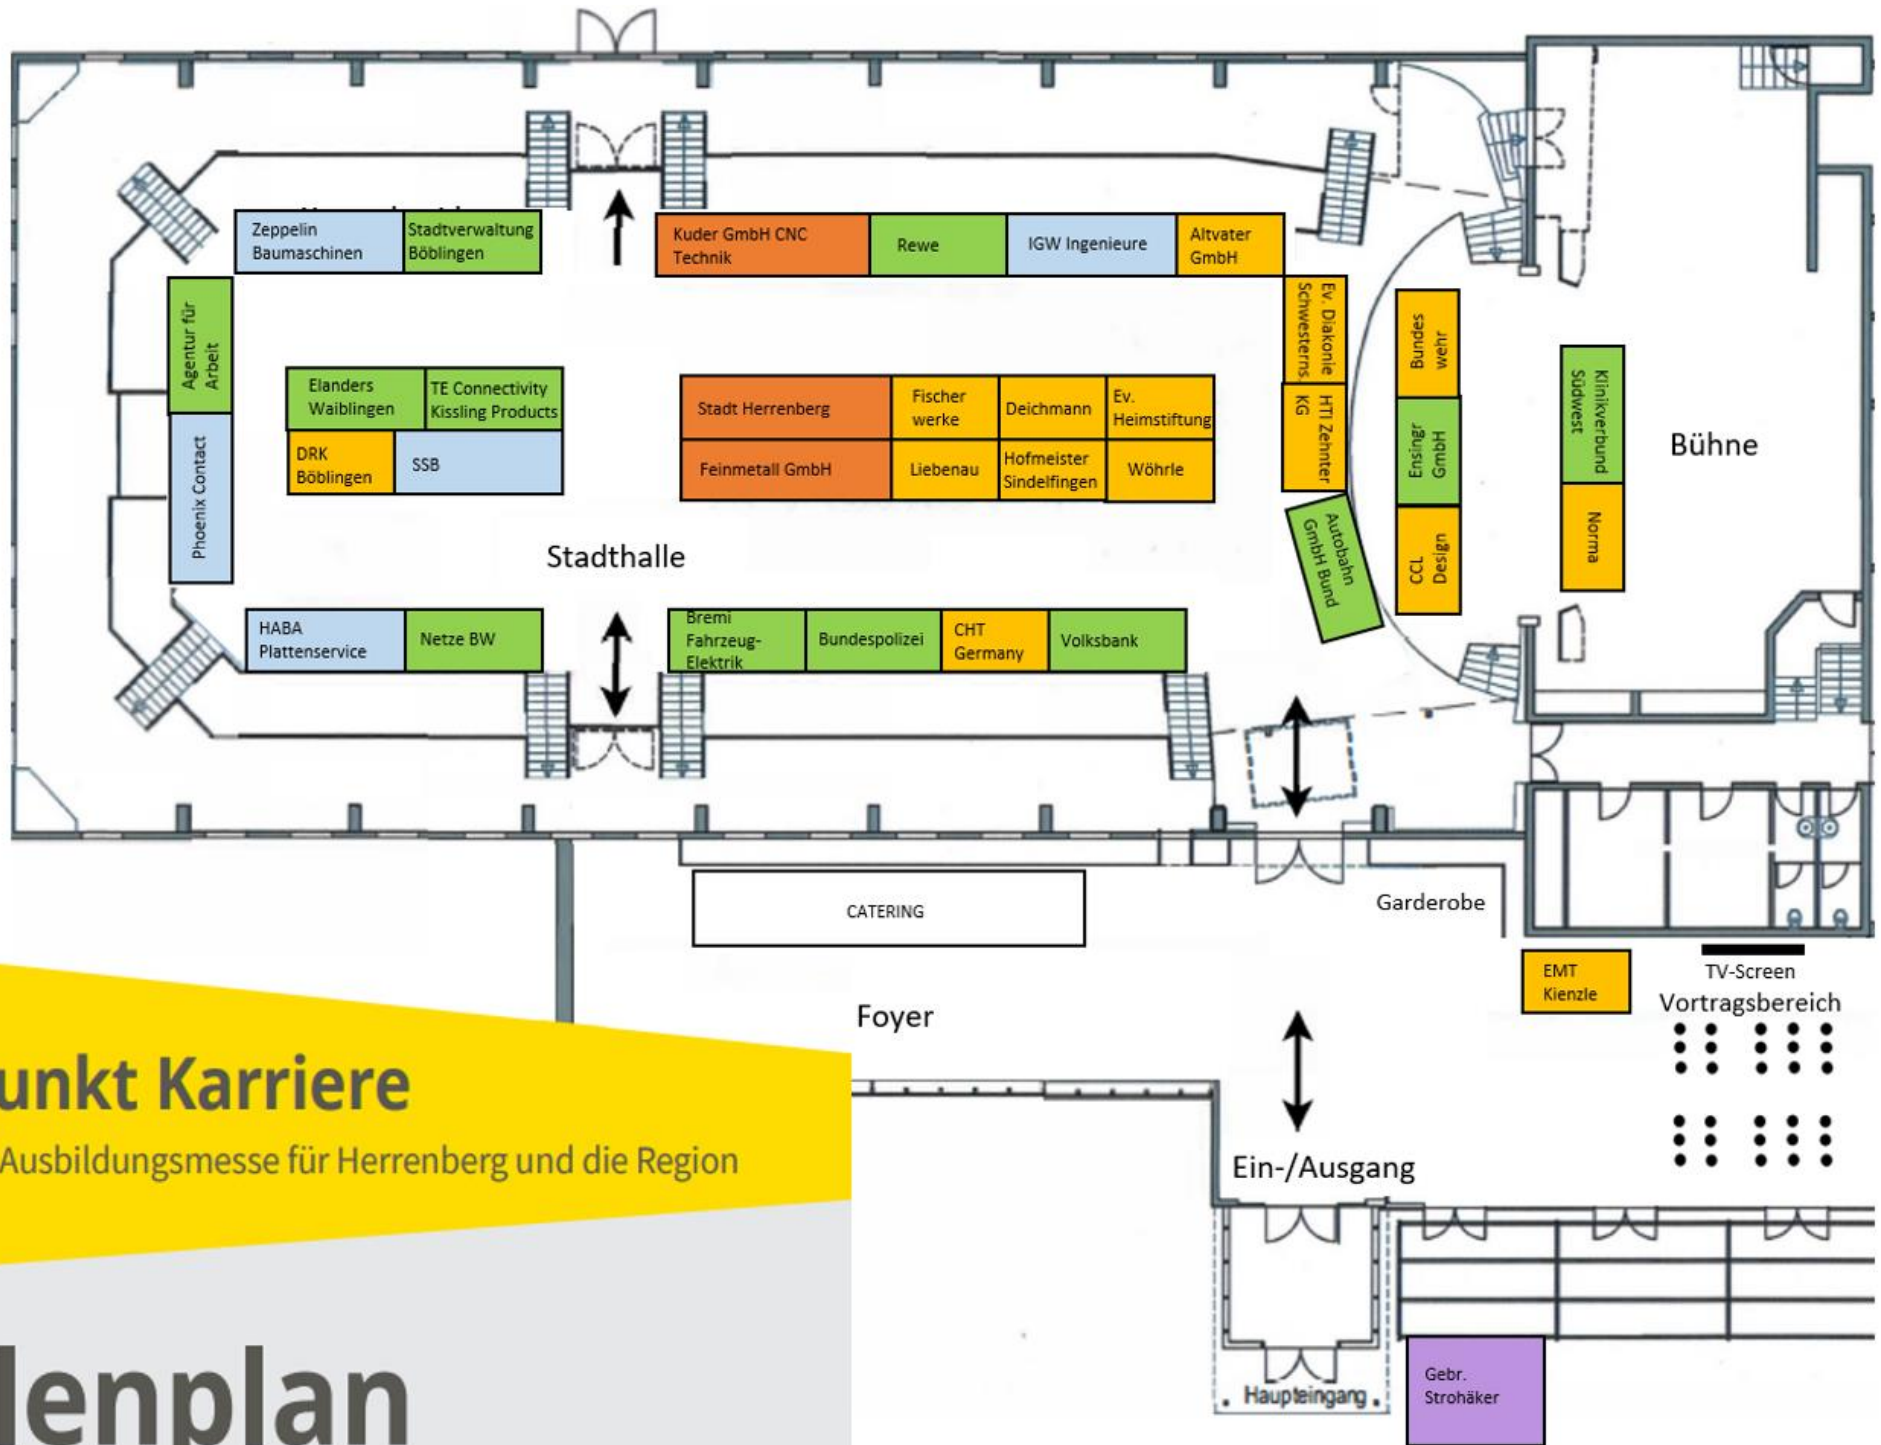 Zeppelin
Baumaschinen
Stadtverwaltung
Böblingen
Kuder GmbH CNC
Technik
Rewe
IGW Ingenieure
Altvater
GmbH
Agentur für
Arbeit
Phoenix Contact
Elanders
Waiblingen
TE Connectivity
Kissling Products
DRK
Böblingen
SSB
Stadt Herrenberg
Fischer
werke
Deichmann
Ev.
Heimstiftung
Feinmetall GmbH
Liebenau
Hofmeister
Sindelfingen
Wöhrle
Ev. Diakonie
Schwesterns.
HTI Zehnter
KG
Autobahn
GmbH Bund
Bundes
wehr
Ensingr
GmbH
CCL
Design
Klinikverbund
Südwest
Norma
Bühne
Stadthalle
HABA
Plattenservice
Netze BW
Bremi
Fahrzeug-
Elektrik
Bundespolizei
CHT
Germany
Volksbank
CATERING
Garderobe
EMT
Kienzle
TV-Screen
Vortragsbereich
Foyer
unkt Karriere
Ausbildungsmesse für Herrenberg und die Region
Ein-/Ausgang
lenplan
Haupteingang
Gebr.
Strohäker